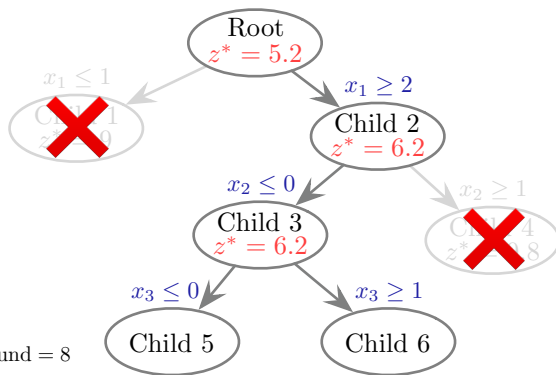 Root
z* = 5.2
x₁ ≤ 1
x₁ ≥ 2
Child 2
z* = 6.2
x₂ ≤ 0
x₂ ≥ 1
Child 3
z* = 6.2
x₃ ≤ 0
x₃ ≥ 1
Child 5
Child 6
und = 8